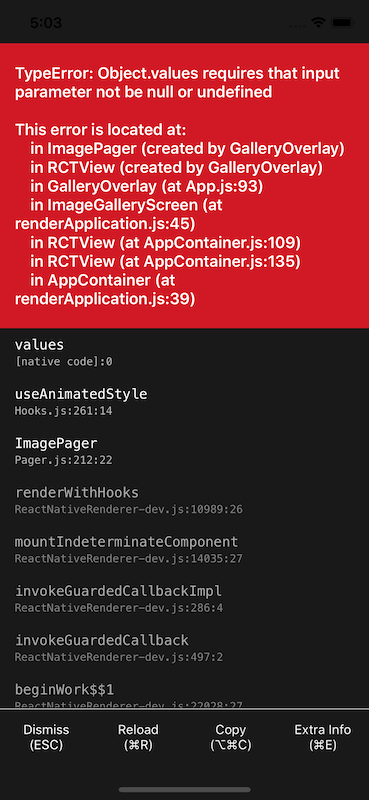 5:03
TypeError: Object.values requires that input
parameter not be null or undefined
This error is located at:
in ImagePager (created by GalleryOverlay)
in RCTView (created by GalleryOverlay)
in GalleryOverlay (at App.js:93)
in ImageGalleryScreen (at
renderApplication.js:45)
in RCTView (at AppContainer.js:109)
in RCTView (at AppContainer.js:135)
in AppContainer (at
renderApplication.js:39)
values
[native code]:0
useAnimatedStyle
Hooks.js:261:14
ImagePager
Pager.js:212:22
renderWithHooks
ReactNativeRenderer-dev.js:10989:26
mountIndeterminateComponent
ReactNativeRenderer-dev.js:14035:27
invokeGuardedCallbackImpl
ReactNativeRenderer-dev.js:286:4
invokeGuardedCallback
ReactNativeRenderer-dev.js:497:2
beginWork$$1
ReactNativeRenderer-dev.js:22028:27
Dismiss Reload Copy Extra Info
(ESC) (⌘R) (⌥⌘C) (⌘E)